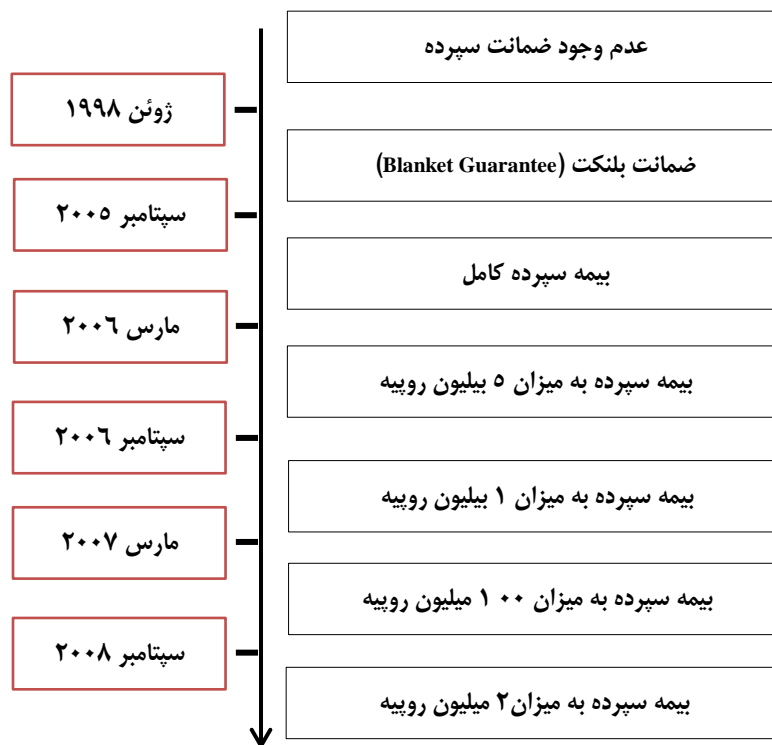 عدم وجود ضمانت سپرده
ژوئن ۱۹۹۸
ضمانت بلنکت (Blanket Guarantee)
سپتامبر ۲۰۰۵
بیمه سپرده کامل
مارس ۲۰۰۶
بیمه سپرده به میزان ۵ بیلیون روپیه
سپتامبر ۲۰۰۶
بیمه سپرده به میزان ۱ بیلیون روپیه
مارس ۲۰۰۷
بیمه سپرده به میزان ۰۰ ۱ میلیون روپیه
سپتامبر ۲۰۰۸
بیمه سپرده به میزان۲ میلیون روپیه